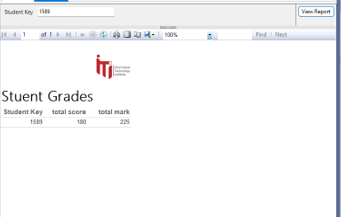 Student Key 1589 View Report
1 of 1 100% Find | Next
iTi Information Technology Institute
Stuent Grades
Student Key total score total mark
1589 180 225